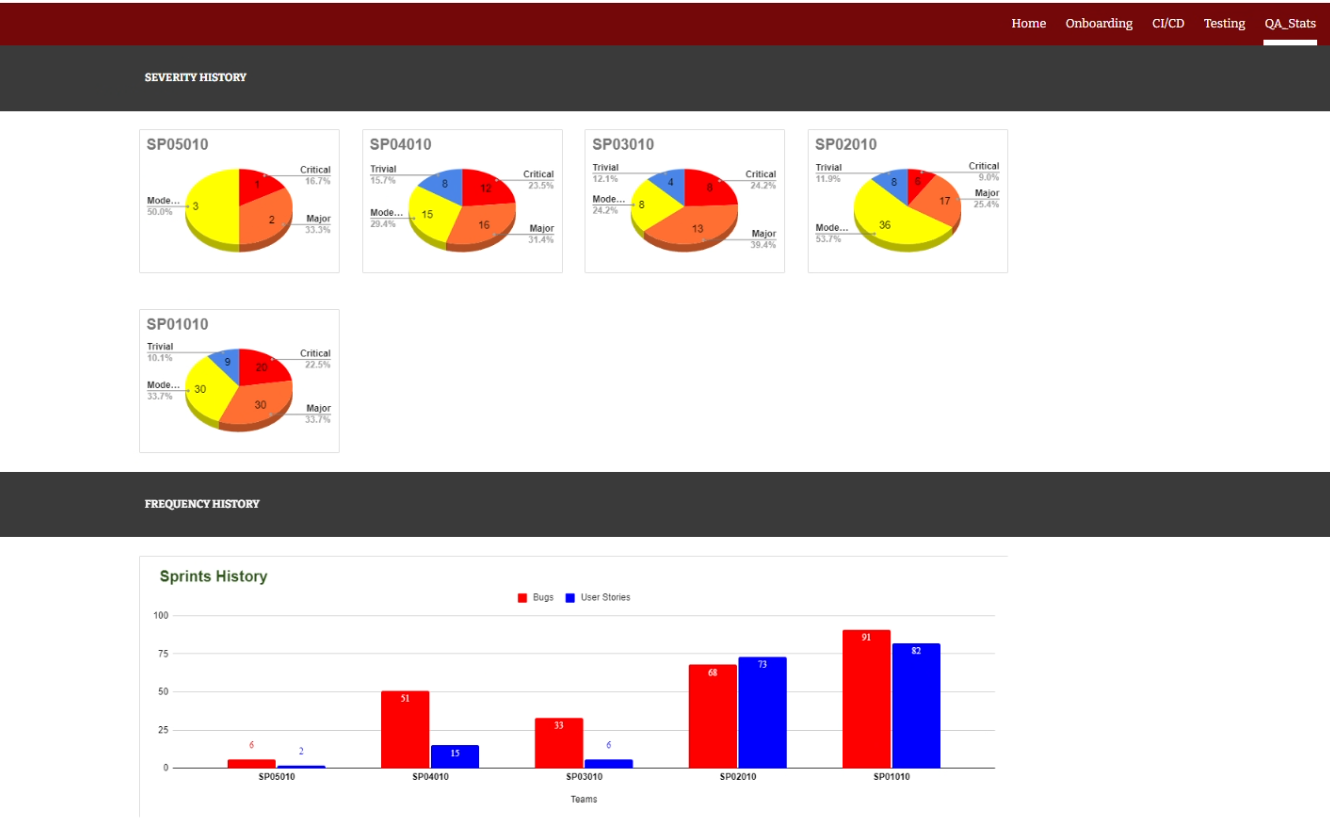 Home Onboarding CI/CD Testing QA_Stats
SEVERITY HISTORY
SP05010
Critical
16.7%
1
Mode...
50.0%
3
2
Major
33.3%
SP04010
Trivial
15.7%
8
12
Critical
23.5%
Mode...
29.4%
15
16
Major
31.4%
SP03010
Trivial
12.1%
4
8
Critical
24.2%
Mode...
24.2%
8
13
Major
39.4%
SP02010
Trivial
11.9%
8
6
Critical
9.0%
17
Major
25.4%
Mode...
53.7%
36
SP01010
Trivial
10.1%
9
20
Critical
22.5%
Mode...
33.7%
30
30
Major
33.7%
FREQUENCY HISTORY
Sprints History
Bugs User Stories
100
75
50
25
0
6 2
51 15
33 6
68 73
91 82
SP05010 SP04010 SP03010 SP02010 SP01010
Teams